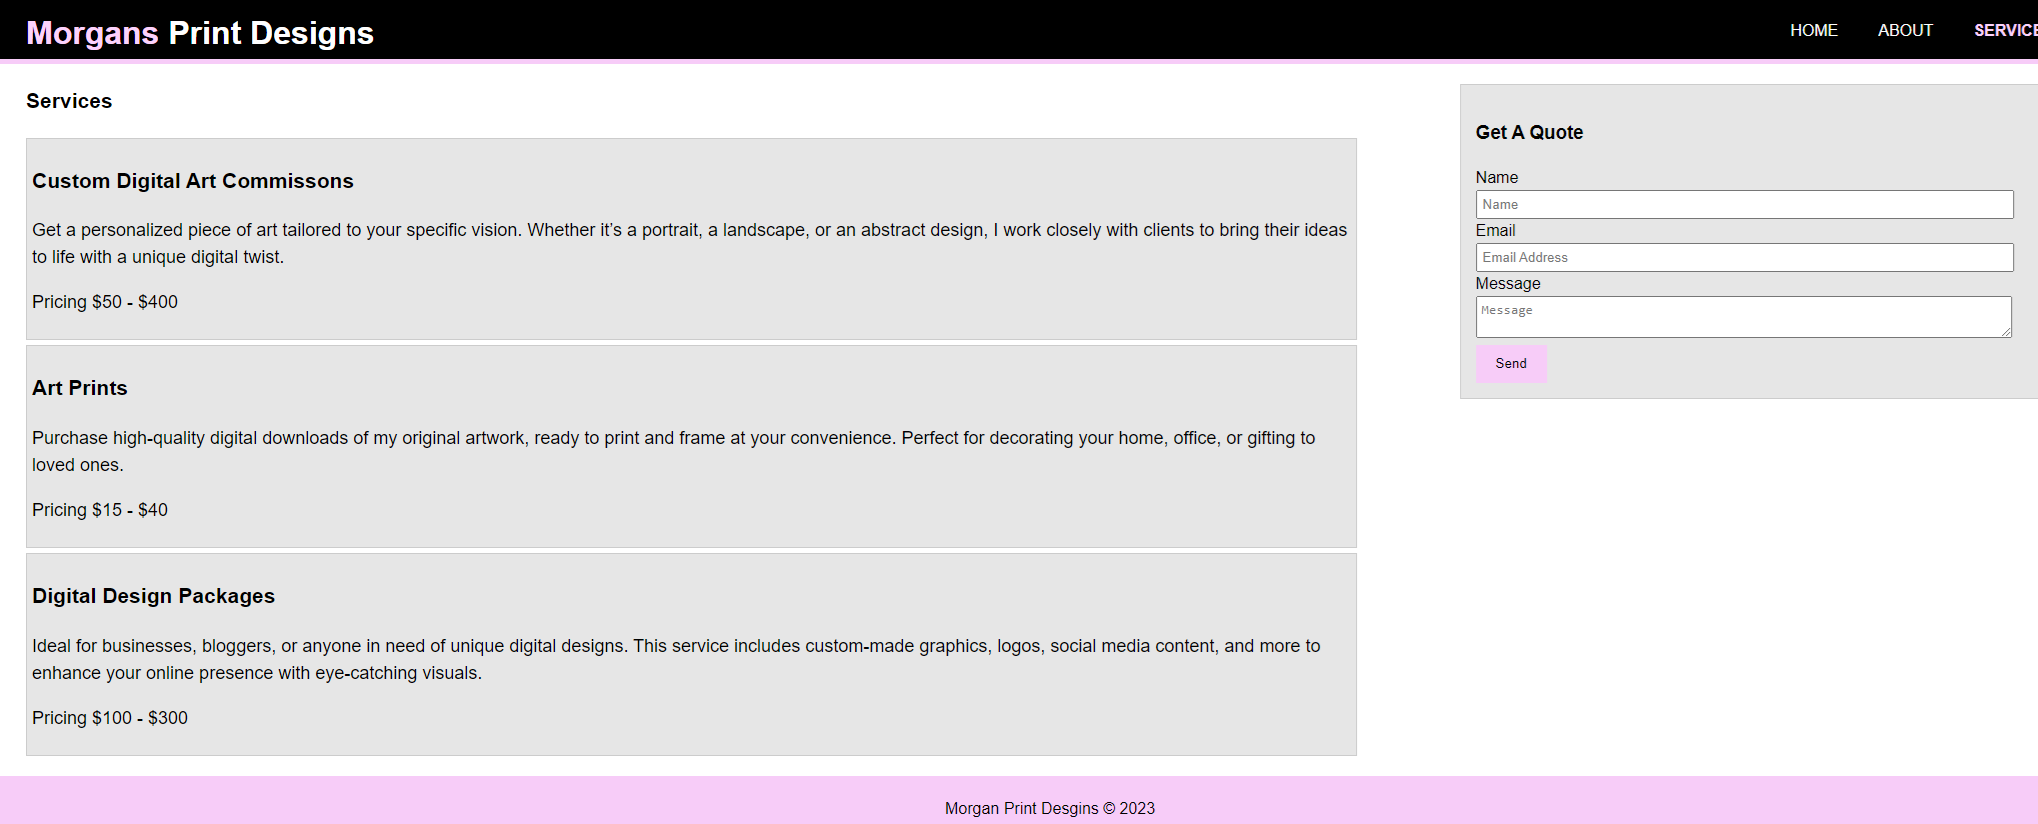 Morgans Print Designs
HOME ABOUT SERVICE
Services
Custom Digital Art Commissons
Get a personalized piece of art tailored to your specific vision. Whether it’s a portrait, a landscape, or an abstract design, I work closely with clients to bring their ideas
to life with a unique digital twist.
Pricing $50 - $400
Art Prints
Purchase high-quality digital downloads of my original artwork, ready to print and frame at your convenience. Perfect for decorating your home, office, or gifting to
loved ones.
Pricing $15 - $40
Digital Design Packages
Ideal for businesses, bloggers, or anyone in need of unique digital designs. This service includes custom-made graphics, logos, social media content, and more to
enhance your online presence with eye-catching visuals.
Pricing $100 - $300
Get A Quote
Name
Name
Email
Email Address
Message
Message
Send
Morgan Print Desgins © 2023